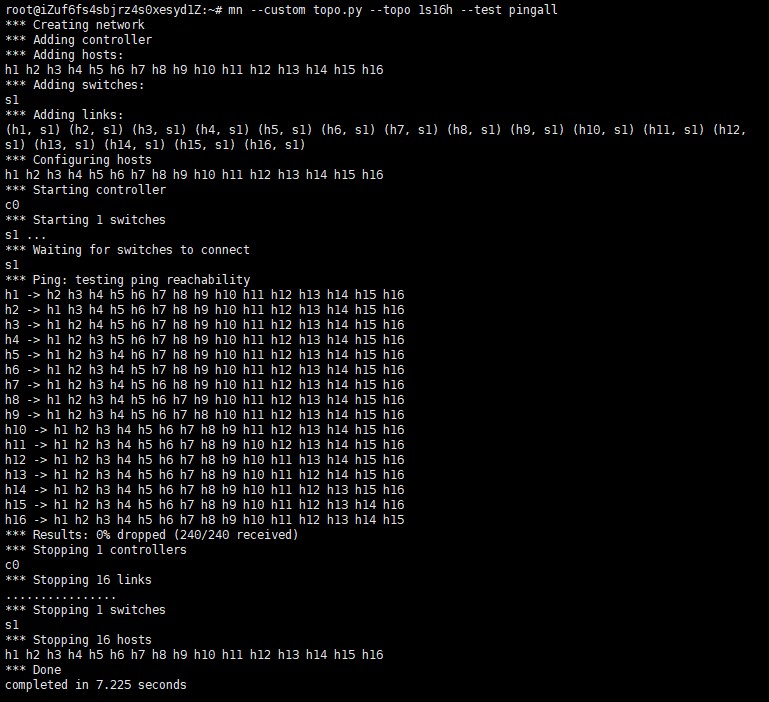 root@iZuf6fs4sbjrz4s0xesyd1Z:~# mn --custom topo.py --topo 1s16h --test pingall
*** Creating network
*** Adding controller
*** Adding hosts:
h1 h2 h3 h4 h5 h6 h7 h8 h9 h10 h11 h12 h13 h14 h15 h16
*** Adding switches:
s1
*** Adding links:
(h1, s1) (h2, s1) (h3, s1) (h4, s1) (h5, s1) (h6, s1) (h7, s1) (h8, s1) (h9, s1) (h10, s1) (h11, s1) (h12,
s1) (h13, s1) (h14, s1) (h15, s1) (h16, s1)
*** Configuring hosts
h1 h2 h3 h4 h5 h6 h7 h8 h9 h10 h11 h12 h13 h14 h15 h16
*** Starting controller
c0
*** Starting 1 switches
s1 ...
*** Waiting for switches to connect
s1
*** Ping: testing ping reachability
h1 -> h2 h3 h4 h5 h6 h7 h8 h9 h10 h11 h12 h13 h14 h15 h16
h2 -> h1 h3 h4 h5 h6 h7 h8 h9 h10 h11 h12 h13 h14 h15 h16
h3 -> h1 h2 h4 h5 h6 h7 h8 h9 h10 h11 h12 h13 h14 h15 h16
h4 -> h1 h2 h3 h5 h6 h7 h8 h9 h10 h11 h12 h13 h14 h15 h16
h5 -> h1 h2 h3 h4 h6 h7 h8 h9 h10 h11 h12 h13 h14 h15 h16
h6 -> h1 h2 h3 h4 h5 h7 h8 h9 h10 h11 h12 h13 h14 h15 h16
h7 -> h1 h2 h3 h4 h5 h6 h8 h9 h10 h11 h12 h13 h14 h15 h16
h8 -> h1 h2 h3 h4 h5 h6 h7 h9 h10 h11 h12 h13 h14 h15 h16
h9 -> h1 h2 h3 h4 h5 h6 h7 h8 h10 h11 h12 h13 h14 h15 h16
h10 -> h1 h2 h3 h4 h5 h6 h7 h8 h9 h11 h12 h13 h14 h15 h16
h11 -> h1 h2 h3 h4 h5 h6 h7 h8 h9 h10 h12 h13 h14 h15 h16
h12 -> h1 h2 h3 h4 h5 h6 h7 h8 h9 h10 h11 h13 h14 h15 h16
h13 -> h1 h2 h3 h4 h5 h6 h7 h8 h9 h10 h11 h12 h14 h15 h16
h14 -> h1 h2 h3 h4 h5 h6 h7 h8 h9 h10 h11 h12 h13 h15 h16
h15 -> h1 h2 h3 h4 h5 h6 h7 h8 h9 h10 h11 h12 h13 h14 h16
h16 -> h1 h2 h3 h4 h5 h6 h7 h8 h9 h10 h11 h12 h13 h14 h15
*** Results: 0% dropped (240/240 received)
*** Stopping 1 controllers
c0
*** Stopping 16 links
................
*** Stopping 1 switches
s1
*** Stopping 16 hosts
h1 h2 h3 h4 h5 h6 h7 h8 h9 h10 h11 h12 h13 h14 h15 h16
*** Done
completed in 7.225 seconds